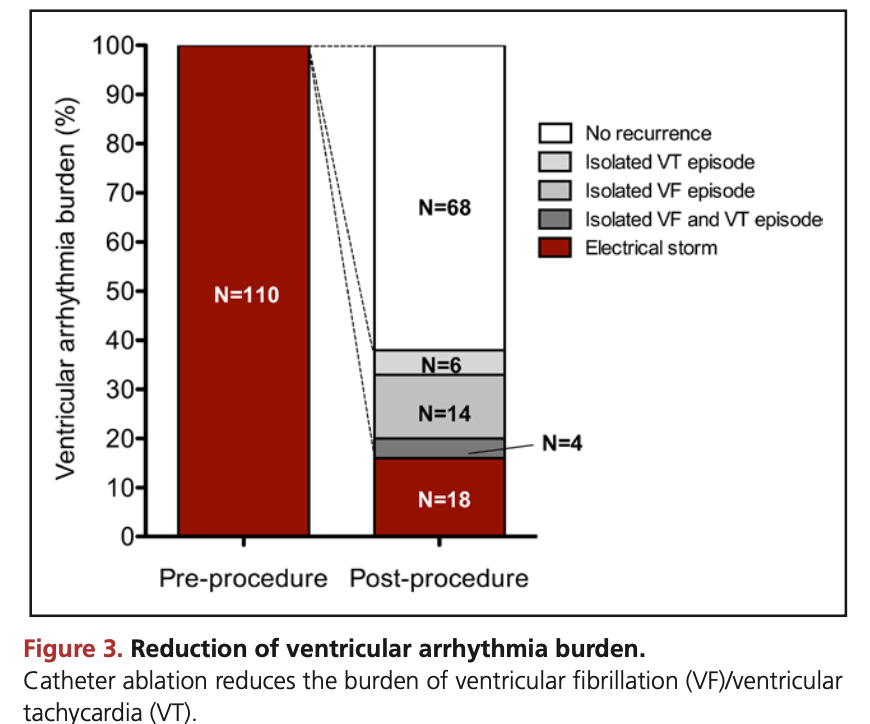 Ventricular arrhythmia burden (%)
100
90
80
70
60
50
40
30
20
10
0
N=110
N=68
N=6
N=14
N=4
N=18
Pre-procedure
Post-procedure
No recurrence
Isolated VT episode
Isolated VF episode
Isolated VF and VT episode
Electrical storm
Figure 3. Reduction of ventricular arrhythmia burden.
Catheter ablation reduces the burden of ventricular fibrillation (VF)/ventricular
tachycardia (VT).